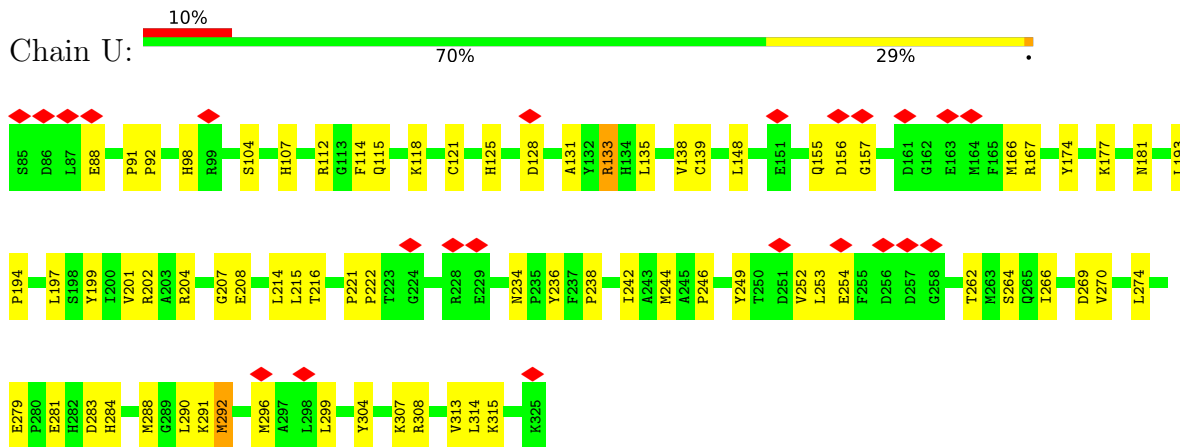 10%
Chain U:
70% 29% •
S85 D86 L87 E88 P91 P92 H98 R99 S104 H107 R112 G113 F114 Q115 K118 C121 H125 D128 A131 Y132 R133 H134 L135 V138 C139 L148 E151 Q155 D156 G157 D161 G162 E163 M164 F165 M166 R167 Y174 K177 N181 L193
P194 L197 S198 Y199 I200 V201 R202 A203 R204 G207 E208 L214 L215 T216 P221 P222 T223 G224 R228 E229 N234 P235 Y236 F237 P238 I242 A243 M244 A245 P246 Y249 T250 D251 V252 L253 E254 F255 D256 D257 G258 T262 M263 S264 Q265 I266 D269 V270 L274
E279 P280 E281 H282 D283 H284 M288 G289 L290 K291 M292 M296 A297 L298 L299 Y304 K307 R308 V313 L314 K315 K325